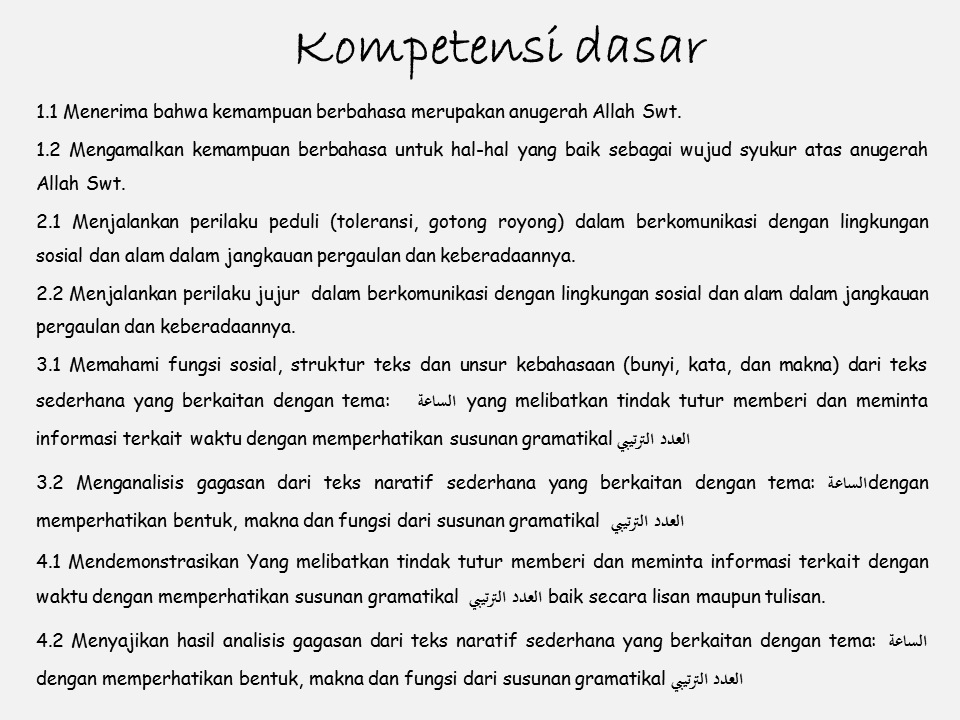 Kompetensi dasar
1.1 Menerima bahwa kemampuan berbahasa merupakan anugerah Allah Swt.
1.2 Mengamalkan kemampuan berbahasa untuk hal-hal yang baik sebagai wujud syukur atas anugerah
Allah Swt.
2.1 Menjalankan perilaku peduli (toleransi, gotong royong) dalam berkomunikasi dengan lingkungan
sosial dan alam dalam jangkauan pergaulan dan keberadaannya.
2.2 Menjalankan perilaku jujur dalam berkomunikasi dengan lingkungan sosial dan alam dalam jangkauan
pergaulan dan keberadaannya.
3.1 Memahami fungsi sosial, struktur teks dan unsur kebahasaan (bunyi, kata, dan makna) dari teks
sederhana yang berkaitan dengan tema: الساعة yang melibatkan tindak tutur memberi dan meminta
informasi terkait waktu dengan memperhatikan susunan gramatikal العدد الترتيبي
3.2 Menganalisis gagasan dari teks naratif sederhana yang berkaitan dengan tema: الساعةdengan
memperhatikan bentuk, makna dan fungsi dari susunan gramatikal العدد الترتيبي
4.1 Mendemonstrasikan Yang melibatkan tindak tutur memberi dan meminta informasi terkait dengan
waktu dengan memperhatikan susunan gramatikal العدد الترتيبي baik secara lisan maupun tulisan.
4.2 Menyajikan hasil analisis gagasan dari teks naratif sederhana yang berkaitan dengan tema: الساعة
dengan memperhatikan bentuk, makna dan fungsi dari susunan gramatikal العدد الترتيبي